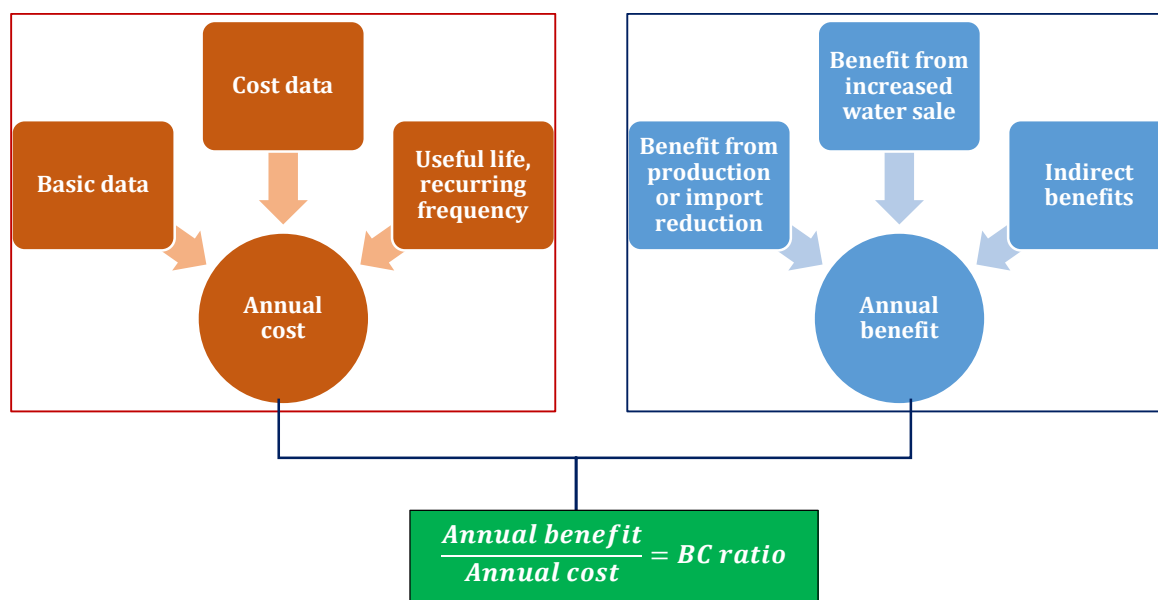 Basic data
Cost data
Useful life,
recurring
frequency
Annual
cost
Benefit from
production
or import
reduction
Benefit from
increased
water sale
Indirect
benefits
Annual
benefit
Annual benefit
Annual cost
= BC ratio